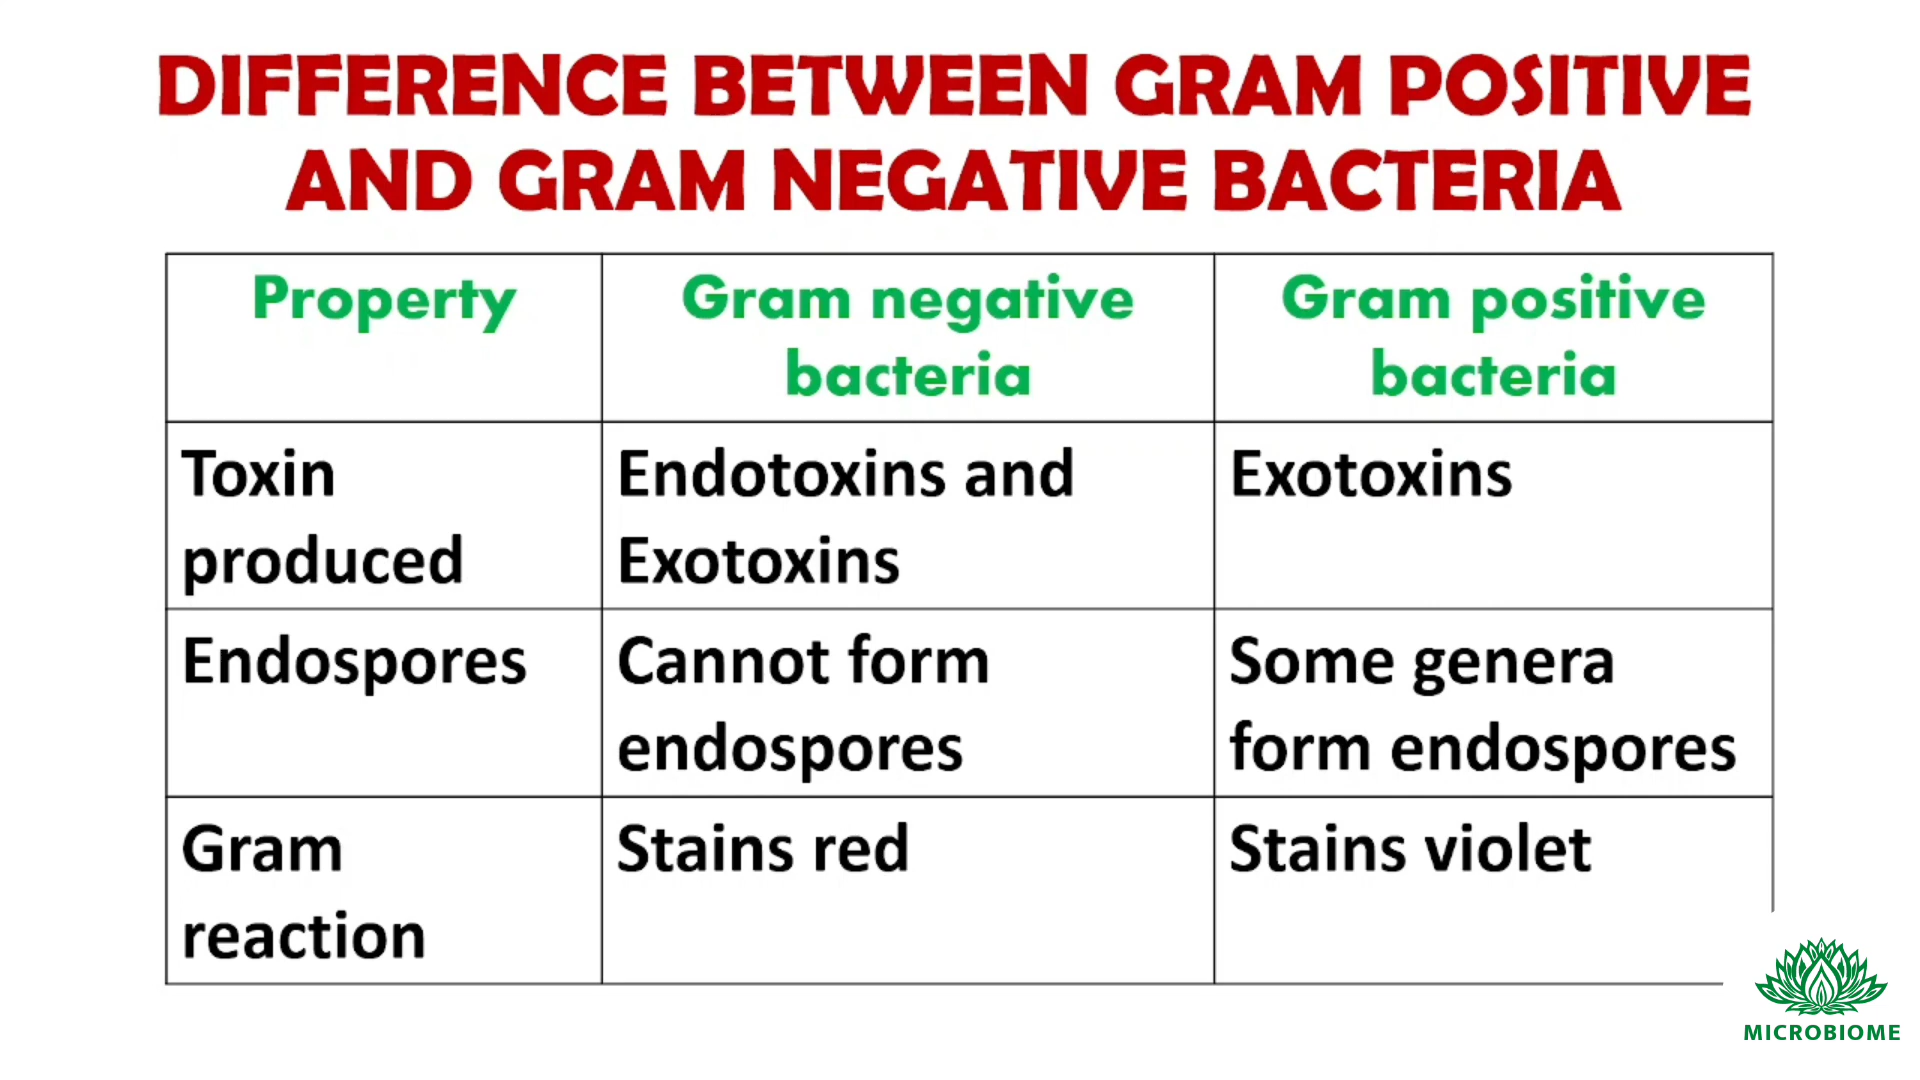 DIFFERENCE BETWEEN GRAM POSITIVE
AND GRAM NEGATIVE BACTERIA
Property
Gram negative
bacteria
Gram positive
bacteria
Toxin
produced
Endotoxins and
Exotoxins
Exotoxins
Endospores
Cannot form
endospores
Some genera
form endospores
Gram
reaction
Stains red
Stains violet
MICROBIOME